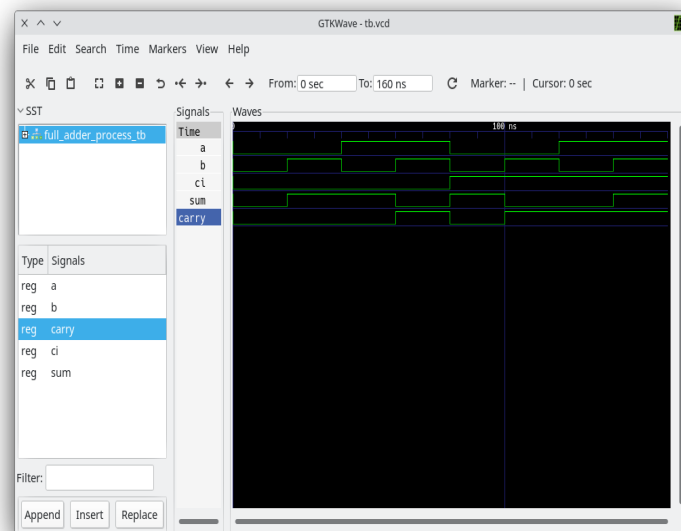 GTKWave - tb.vcd
File Edit Search Time Markers View Help
From: 0 sec To: 160 ns Marker: -- | Cursor: 0 sec
SST
full_adder_process_tb
Type Signals
reg a
reg b
reg carry
reg ci
reg sum
Filter:
Append Insert Replace
Signals
Time
a
b
ci
sum
carry
Waves
100 ns